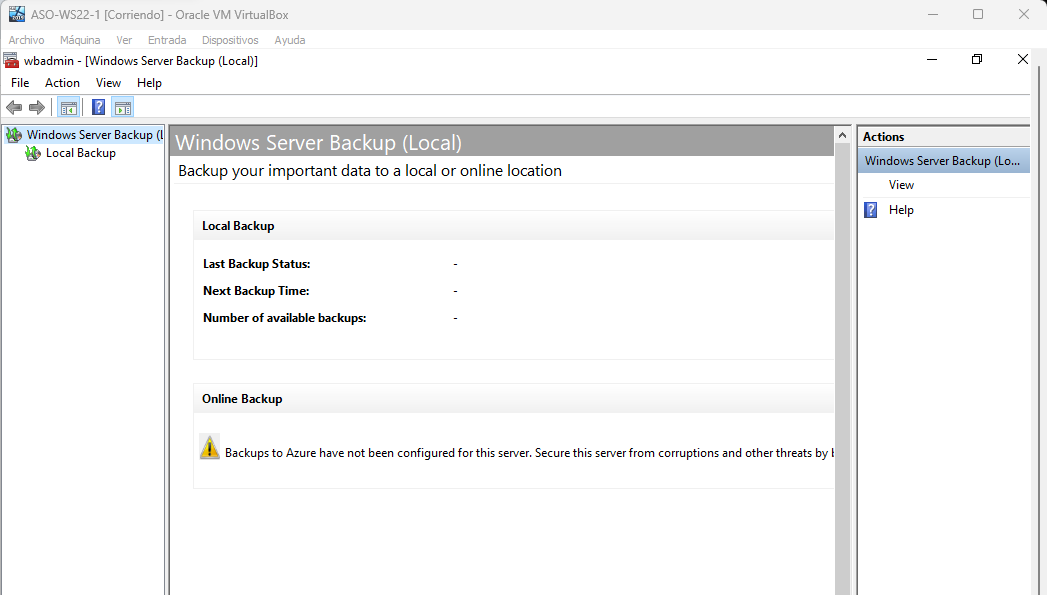 ASO-WS22-1 [Corriendo] - Oracle VM VirtualBox
Archivo Máquina Ver Entrada Dispositivos Ayuda
wbadmin - [Windows Server Backup (Local)]
File Action View Help
Windows Server Backup (L
Local Backup
Windows Server Backup (Local)
Backup your important data to a local or online location
Local Backup
Last Backup Status: -
Next Backup Time: -
Number of available backups: -
Online Backup
Backups to Azure have not been configured for this server. Secure this server from corruptions and other threats by b
Actions
Windows Server Backup (Lo...
View
Help